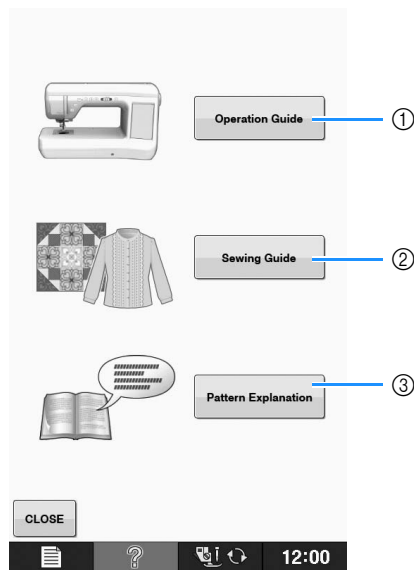 Operation Guide
①
Sewing Guide
②
Pattern Explanation
③
CLOSE
?
12:00